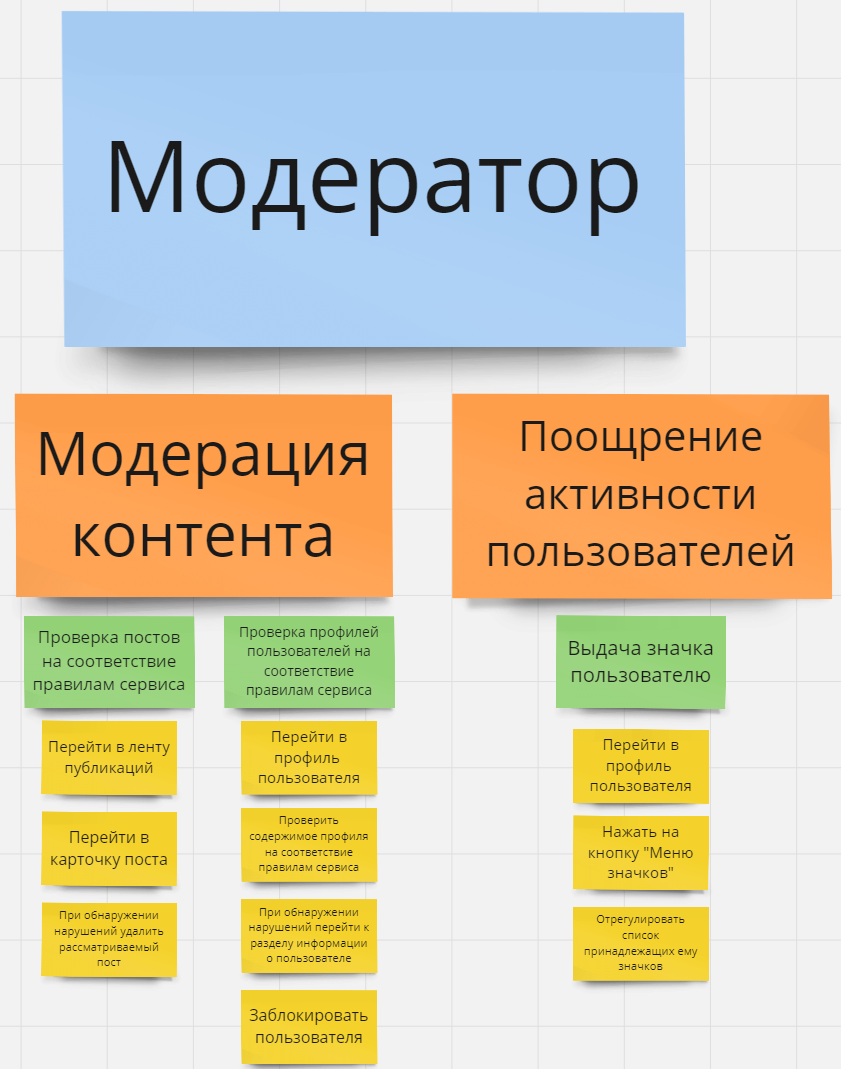 Модератор
Модерация
контента
Поощрение
активности
пользователей
Проверка постов
на соответствие
правилам сервиса
Перейти в ленту
публикаций
Перейти в
карточку поста
При обнаружении
нарушений удалить
рассматриваемый
пост
Проверка профилей
пользователей на
соответствие
правилам сервиса
Перейти в
профиль
пользователя
Проверить
содержимое профиля
на соответствие
правилам сервиса
При обнаружении
нарушений перейти к
разделу информации
о пользователе
Заблокировать
пользователя
Выдача значка
пользователю
Перейти в
профиль
пользователя
Нажать на
кнопку "Меню
значков"
Отрегулировать
список
принадлежащих ему
значков